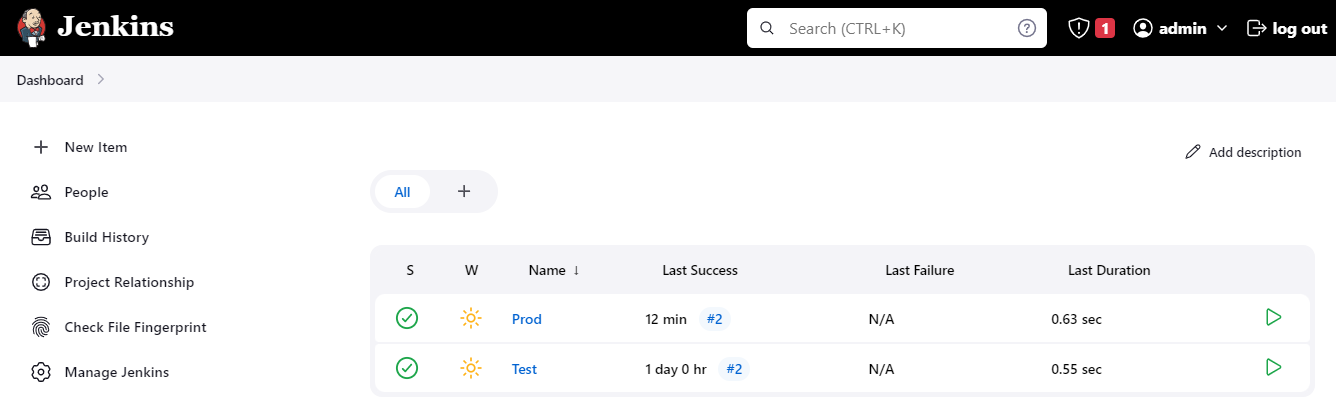 Jenkins
Search (CTRL+K)
?
1
admin
log out
Dashboard
New Item
People
Build History
Project Relationship
Check File Fingerprint
Manage Jenkins
Add description
All +
S W Name ↓ Last Success Last Failure Last Duration
Prod 12 min #2 N/A 0.63 sec
Test 1 day 0 hr #2 N/A 0.55 sec